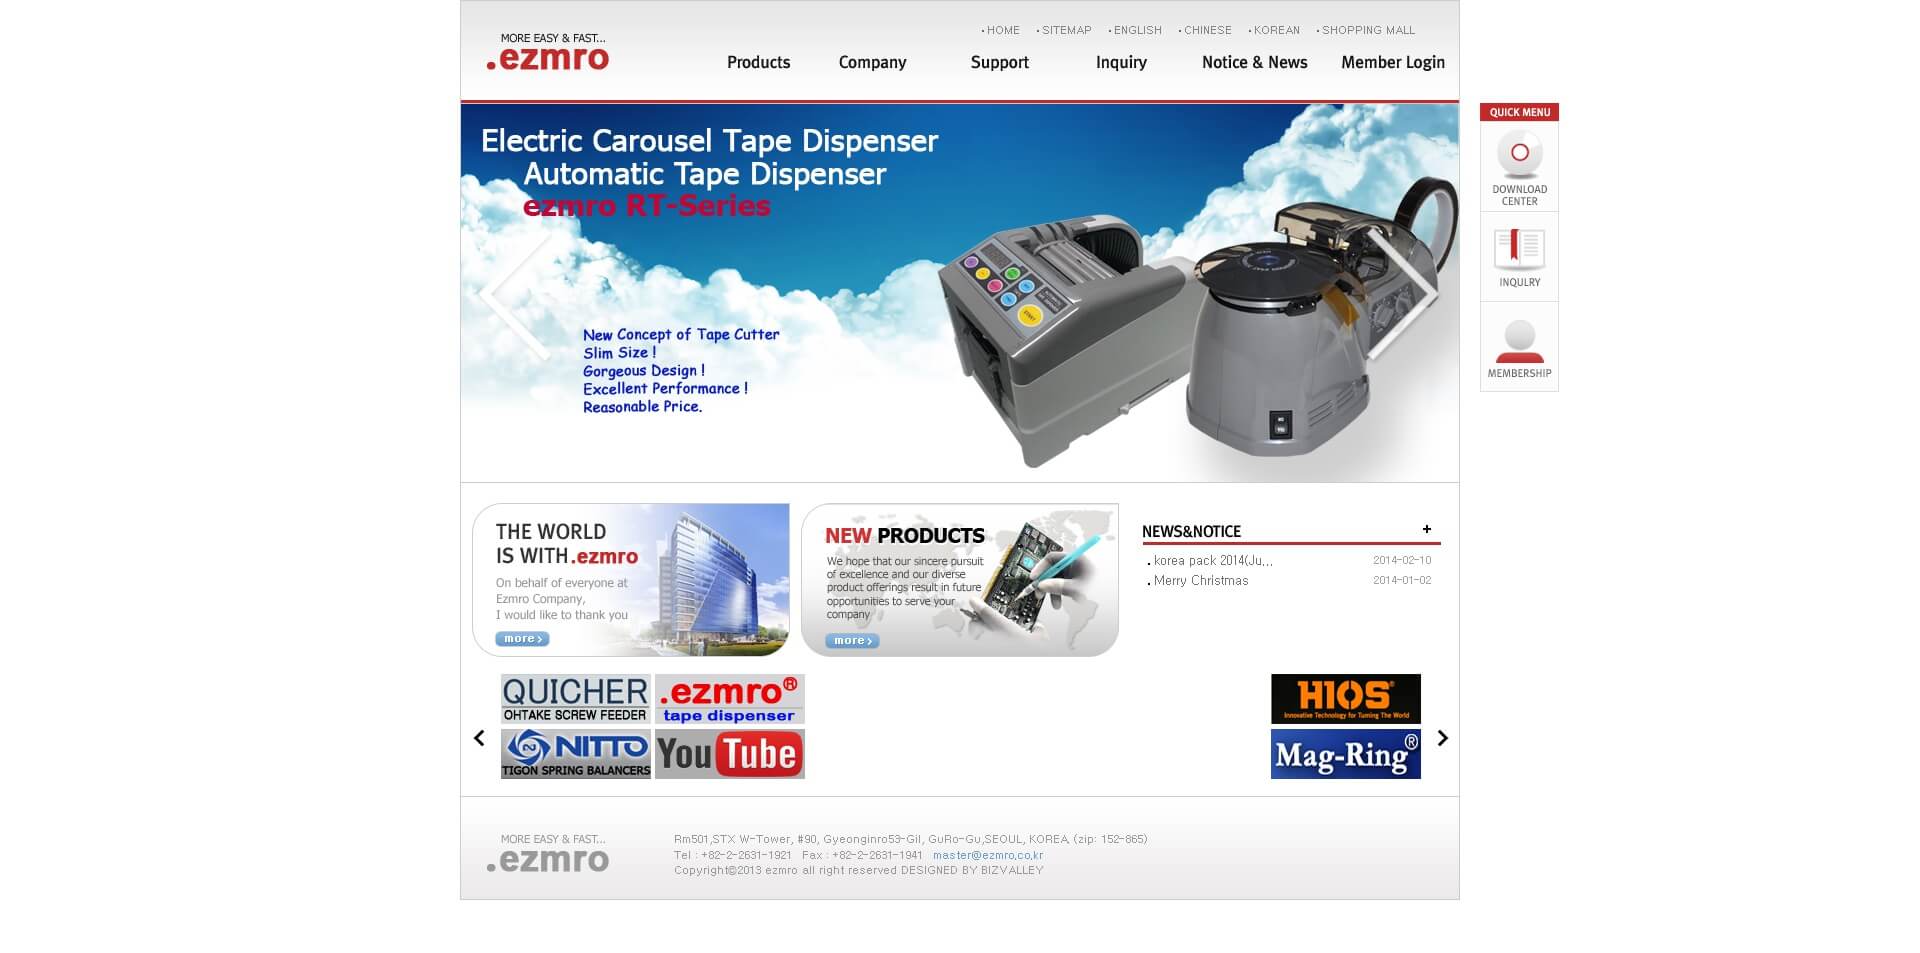 HOME SITEMAP ENGLISH CHINESE KOREAN SHOPPING MALL
MORE EASY & FAST...
.ezmro
Products Company Support Inquiry Notice & News Member Login
QUICK MENU
DOWNLOAD
CENTER
INQULRY
MEMBERSHIP
Electric Carousel Tape Dispenser
Automatic Tape Dispenser
ezmro RT-Series
New Concept of Tape Cutter
Slim Size !
Gorgeous Design !
Excellent Performance !
Reasonable Price.
START
THE WORLD
IS WITH .ezmro
On behalf of everyone at
Ezmro Company,
I would like to thank you
more >
NEW PRODUCTS
We hope that our sincere pursuit
of excellence and our diverse
product offerings result in future
opportunities to serve your
company
more >
NEWS&NOTICE +
korea pack 2014(Ju... 2014-02-10
Merry Christmas 2014-01-02
QUICHER
OHTAKE SCREW FEEDER
.ezmro®
tape dispenser
NITTO
TIGON SPRING BALANCERS
YouTube
HIOS®
Innovative Technology for Turning The World
Mag-Ring®
MORE EASY & FAST...
.ezmro
Rm501,STX W-Tower, #90, Gyeonginro53-Gil, GuRo-Gu,SEOUL, KOREA. (zip: 152-865)
Tel : +82-2-2631-1921 Fax : +82-2-2631-1941 master@ezmro.co.kr
Copyright©2013 ezmro all right reserved DESIGNED BY BIZVALLEY